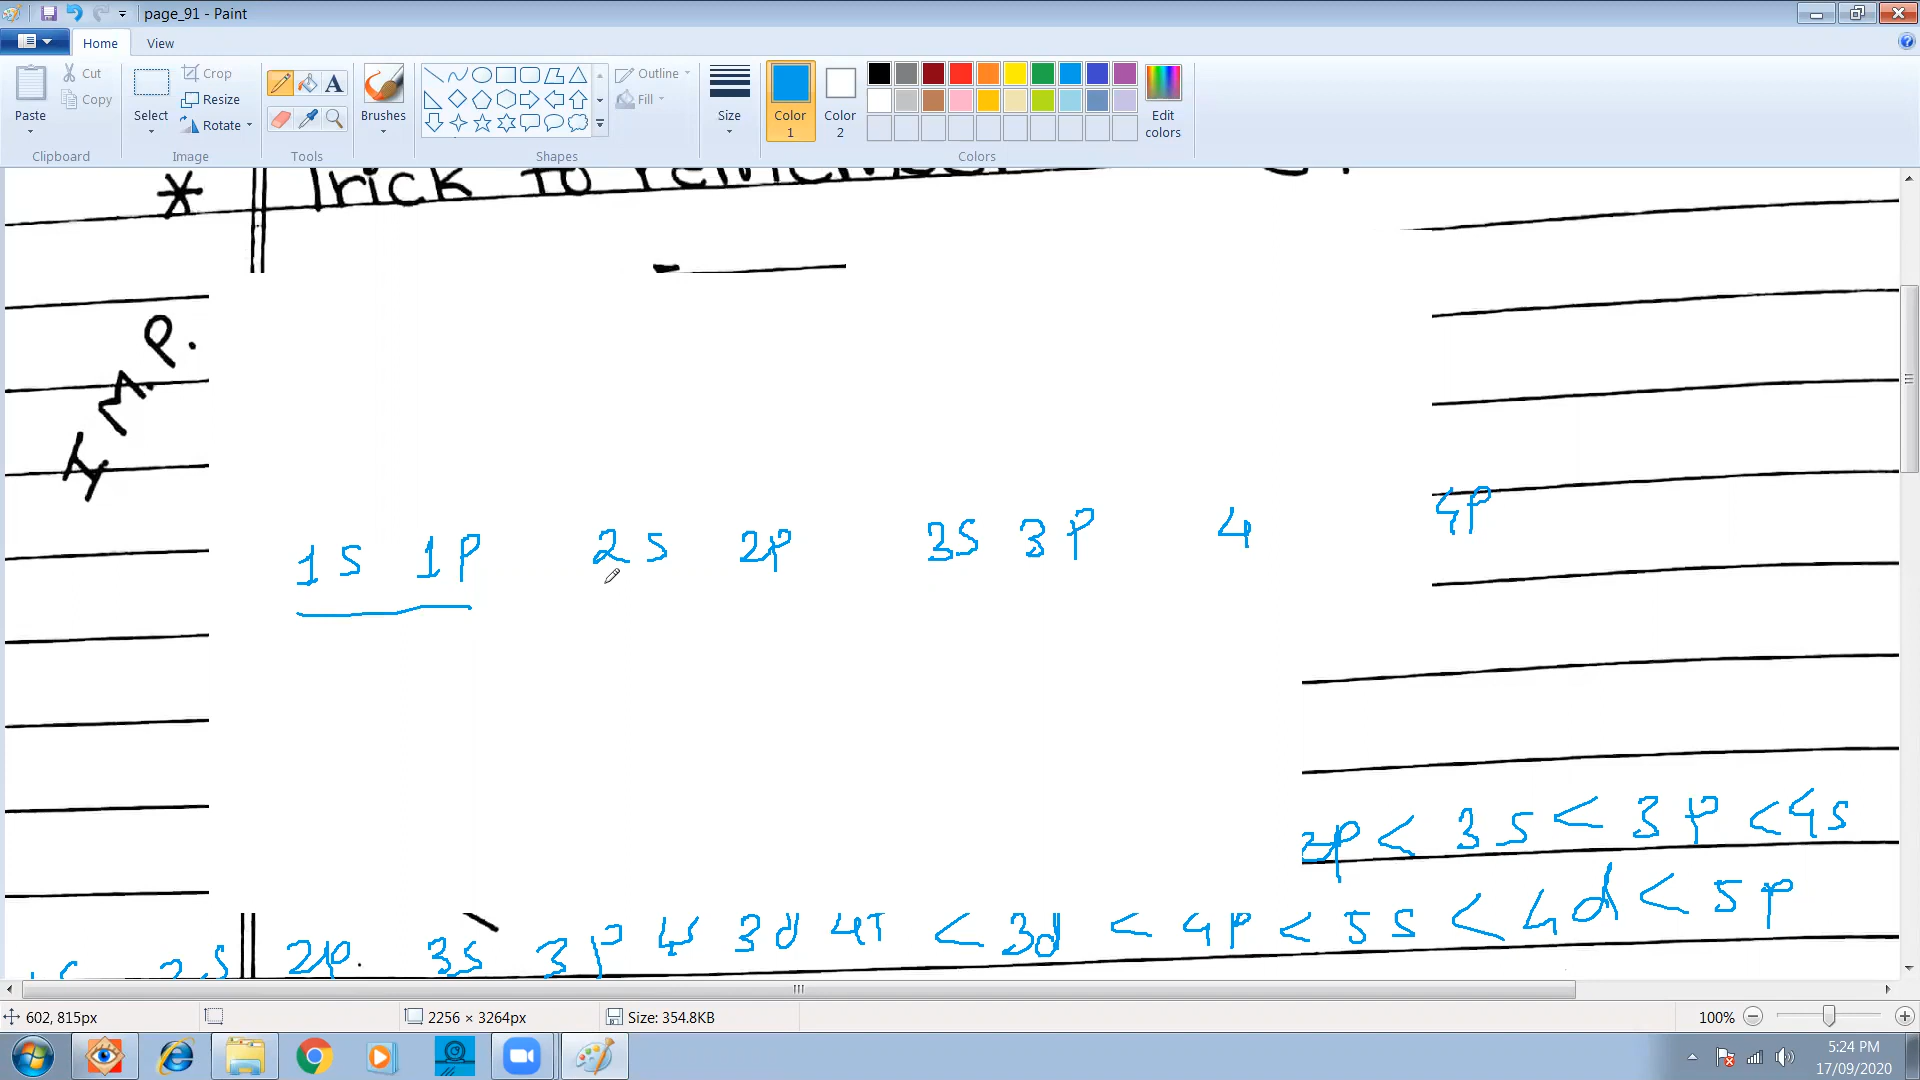 page_91 - Paint
Home View
Paste Cut Copy Select Crop Resize Rotate Brushes Outline Fill Size Color 1 Color 2 Edit colors
Clipboard Image Tools Shapes Colors
* Trick to
I M.P.
1S 1P 2S 2P 3S 3P 4 4P
2P < 3S < 3P < 4S
< 3d < 4P < 5S < 4d < 5P
2P. 3S 3P 4S 3d
602, 815px 2256 × 3264px Size: 354.8KB 100%
5:24 PM
17/09/2020